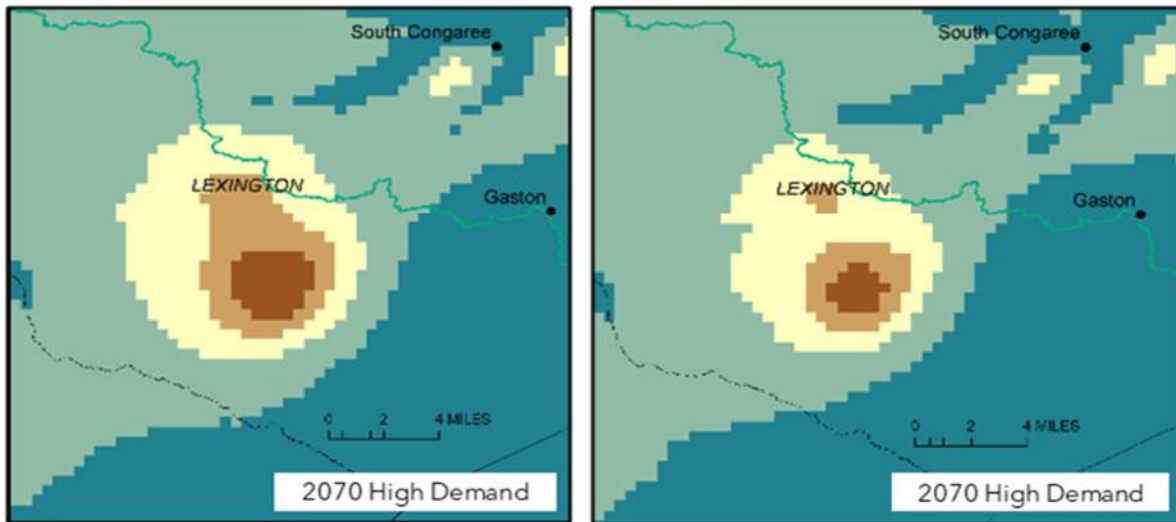 South Congaree
LEXINGTON
Gaston
0 2 4 MILES
2070 High Demand
South Congaree
LEXINGTON
Gaston
0 2 4 MILES
2070 High Demand